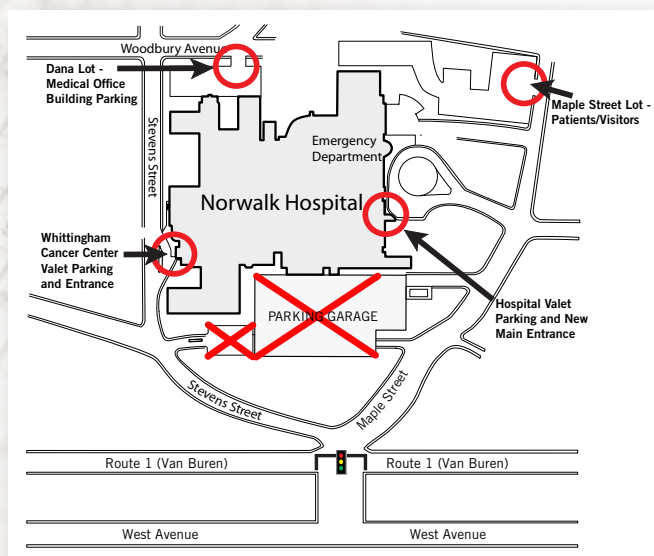 Woodbury Avenue
Dana Lot -
Medical Office
Building Parking
Maple Street Lot -
Patients/Visitors
Stevens Street
Emergency
Department
Norwalk Hospital
Whittingham
Cancer Center
Valet Parking
and Entrance
Hospital Valet
Parking and New
Main Entrance
PARKING GARAGE
Stevens Street
Maple Street
Route 1 (Van Buren)
Route 1 (Van Buren)
West Avenue
West Avenue